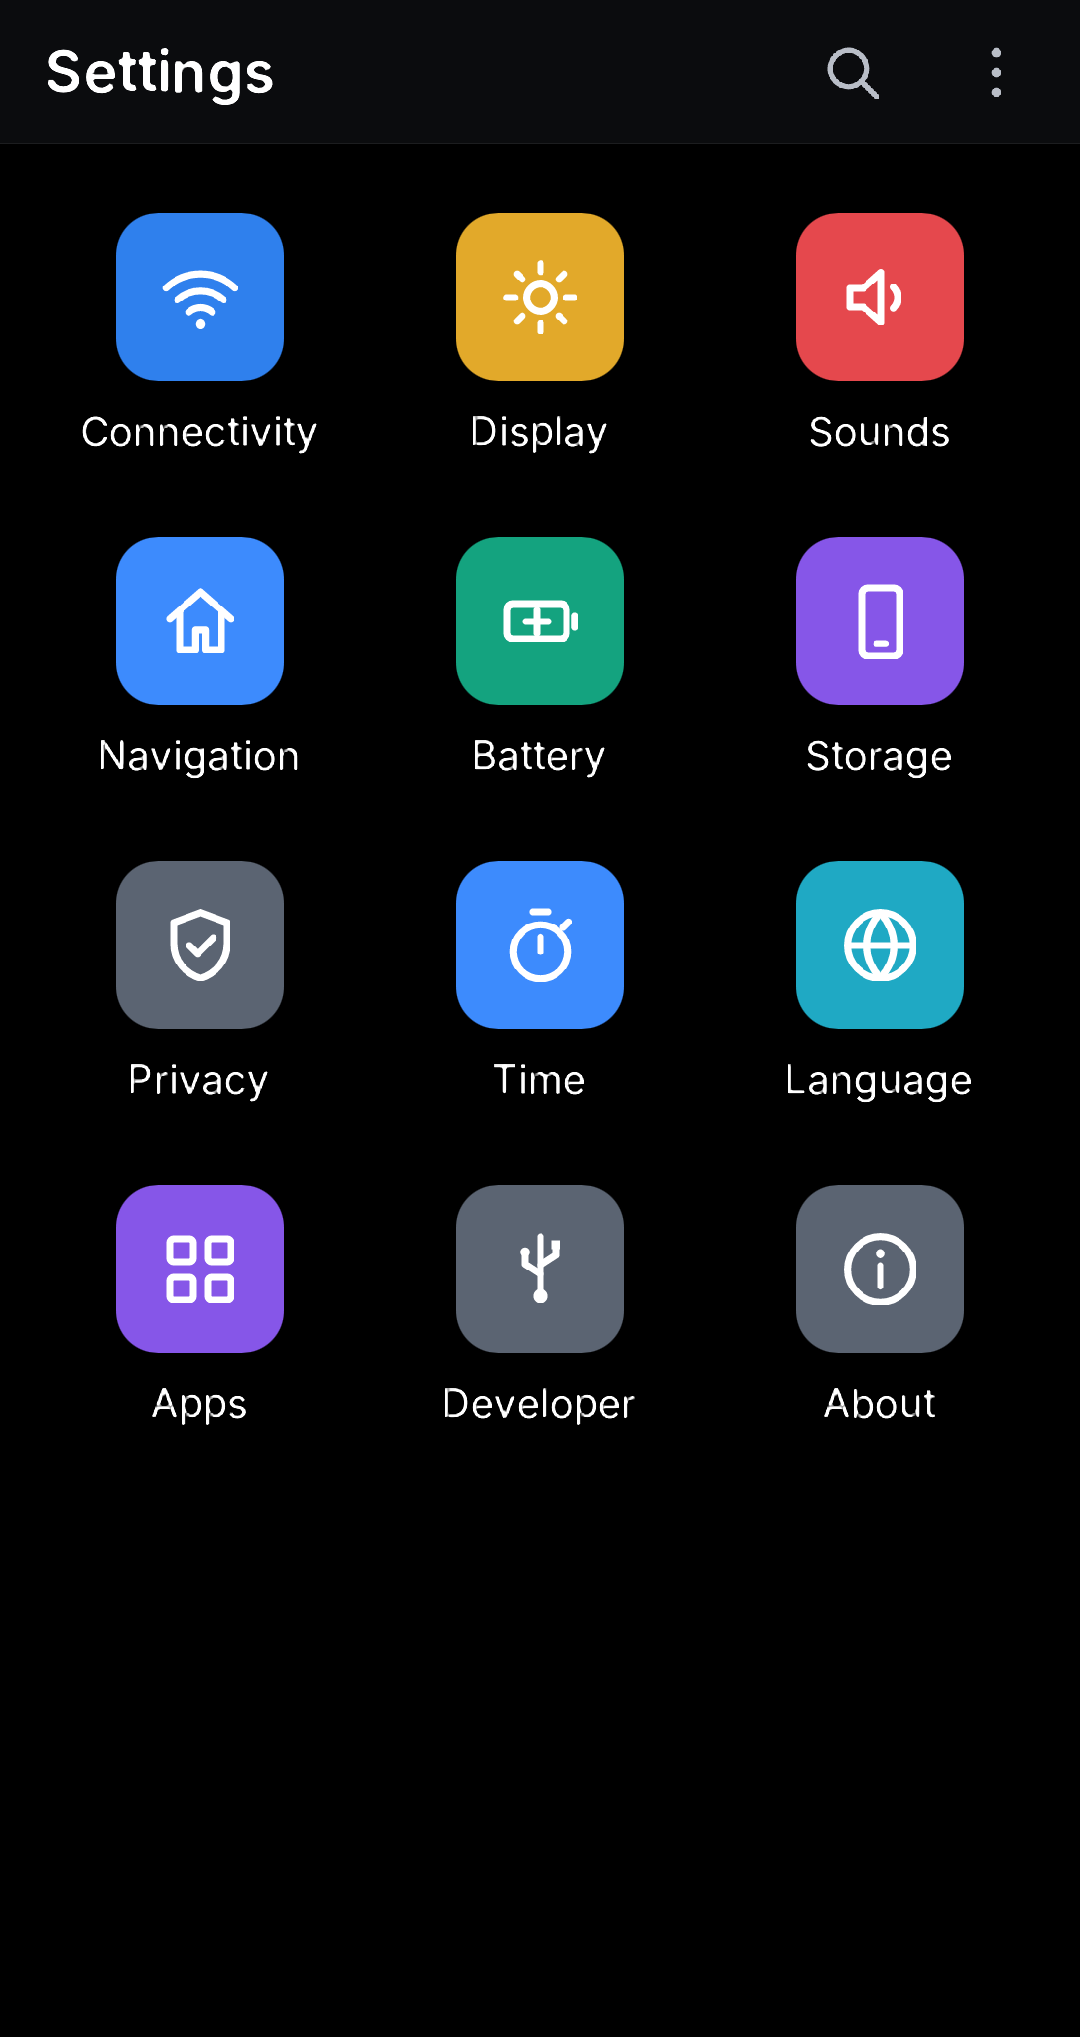 Settings
Connectivity Display Sounds
Navigation Battery Storage
Privacy Time Language
Apps Developer About